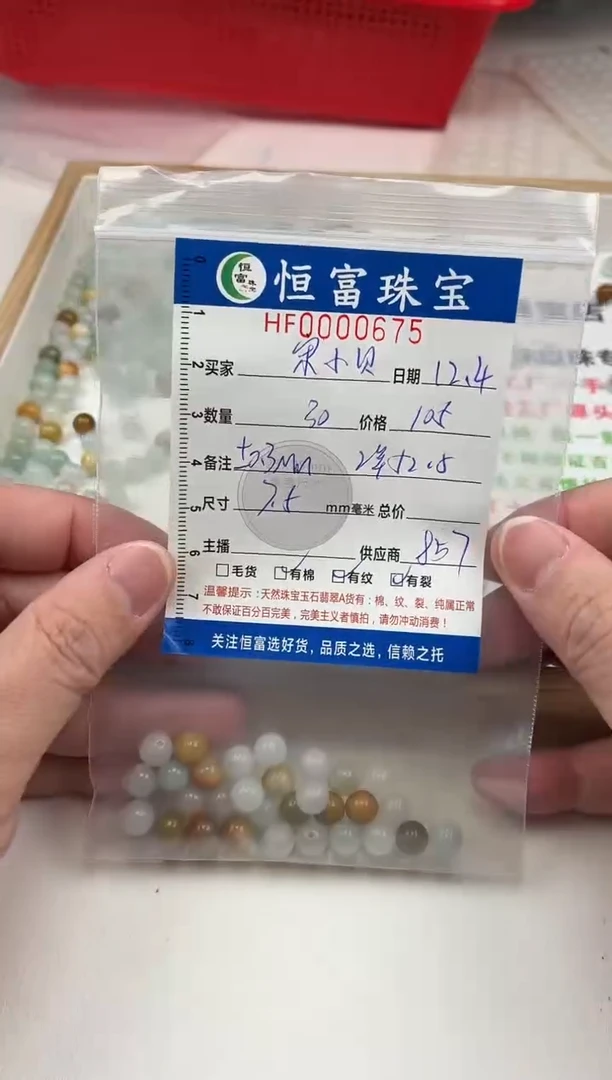 恒富珠宝
HF0000675
买家 果小贝 日期 12.4
数量 30 价格 105
备注 ±0.3mm
尺寸 7.5 mm毫米 总价
主播 供应商 857
毛货 有棉 有纹 有裂
温馨提示：天然珠宝玉石翡翠A货有：棉、纹、裂、纯属正常
不敢保证百分百完美，完美主义者慎拍，请勿冲动消费！
关注恒富选好货，品质之选，信赖之托